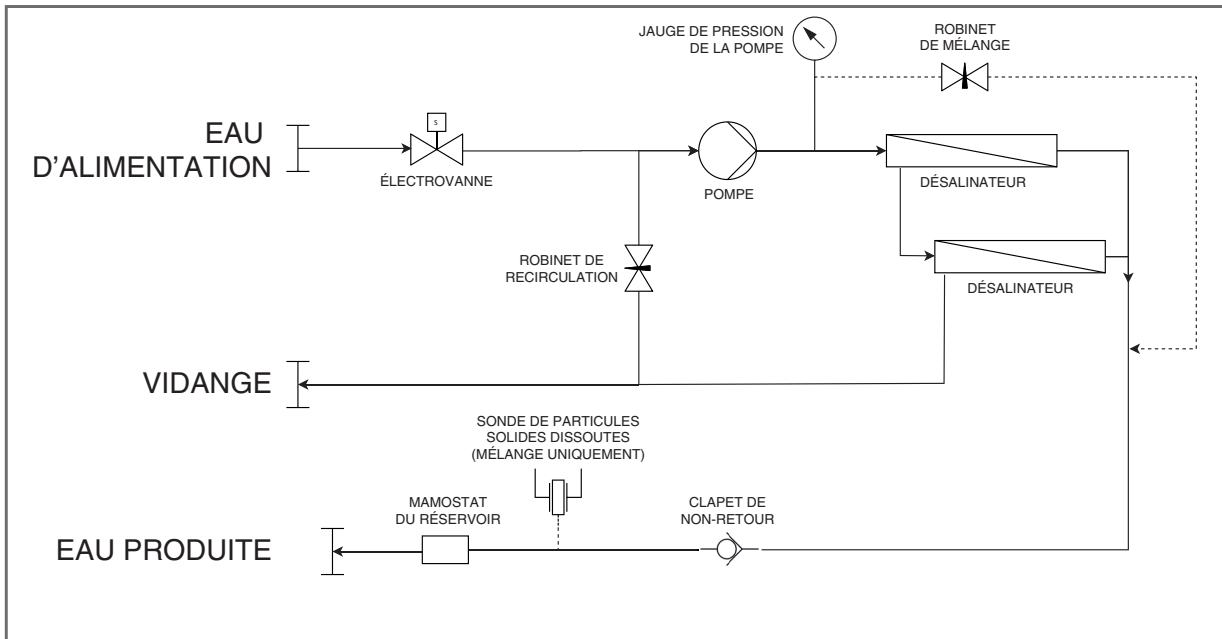 JAUGE DE PRESSION
DE LA POMPE
ROBINET
DE MÉLANGE
EAU
D'ALIMENTATION
S
ÉLECTROVANNE
POMPE
DÉSALINATEUR
ROBINET DE
RECIRCULATION
DÉSALINATEUR
VIDANGE
SONDE DE PARTICULES
SOLIDES DISSOUTES
(MÉLANGE UNIQUEMENT)
MAMOSTAT
DU RÉSERVOIR
CLAPET DE
NON-RETOUR
EAU PRODUITE